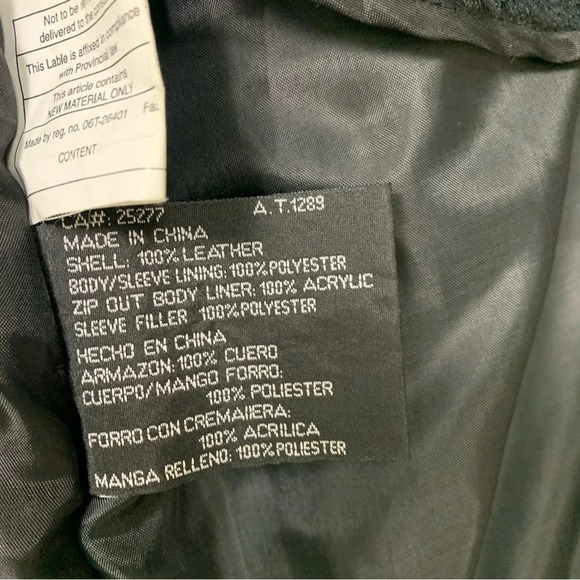 Not to be
delivered to the
This Lable is affixed in compliance
with Provincial law
This article contains
NEW MATERIAL ONLY
Made by reg. no. 06T-26401
CONTENT
CA#: 25277 A.T.1289
MADE IN CHINA
SHELL: 100% LEATHER
BODY/SLEEVE LINING: 100%POLYESTER
ZIP OUT BODY LINER: 100% ACRYLIC
SLEEVE FILLER 100%POLYESTER
HECHO EN CHINA
ARMAZON: 100% CUERO
CUERPO/MANGO FORRO:
100% POLIESTER
FORRO CON CREMAIIERA:
100% ACRILICA
MANGA RELLENO: 100%POLIESTER